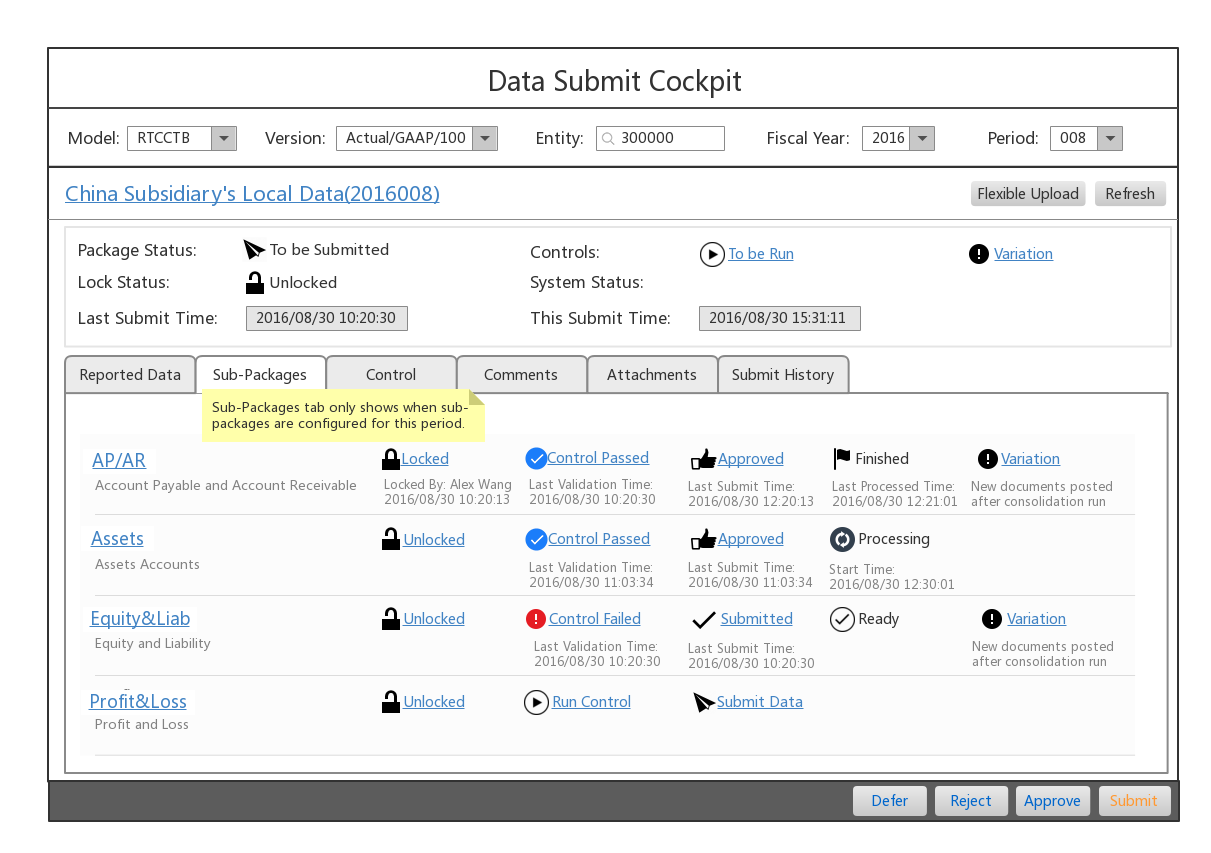 Data Submit Cockpit
Model: RTCCTB Version: Actual/GAAP/100 Entity: 300000 Fiscal Year: 2016 Period: 008
China Subsidiary's Local Data(2016008) Flexible Upload Refresh
Package Status: To be Submitted Controls: To be Run Variation
Lock Status: Unlocked System Status:
Last Submit Time: 2016/08/30 10:20:30 This Submit Time: 2016/08/30 15:31:11
Reported Data Sub-Packages Control Comments Attachments Submit History
Sub-Packages tab only shows when sub-
packages are configured for this period.
AP/AR Locked Control Passed Approved Finished Variation
Account Payable and Account Receivable Locked By: Alex Wang Last Validation Time: Last Submit Time: Last Processed Time: New documents posted
2016/08/30 10:20:13 2016/08/30 10:20:30 2016/08/30 12:20:13 2016/08/30 12:21:01 after consolidation run
Assets Unlocked Control Passed Approved Processing
Assets Accounts Last Validation Time: Last Submit Time: Start Time:
2016/08/30 11:03:34 2016/08/30 11:03:34 2016/08/30 12:30:01
Equity&Liab Unlocked Control Failed Submitted Ready Variation
Equity and Liability Last Validation Time: Last Submit Time: New documents posted
2016/08/30 10:20:30 2016/08/30 10:20:30 after consolidation run
Profit&Loss Unlocked Run Control Submit Data
Profit and Loss
Defer Reject Approve Submit